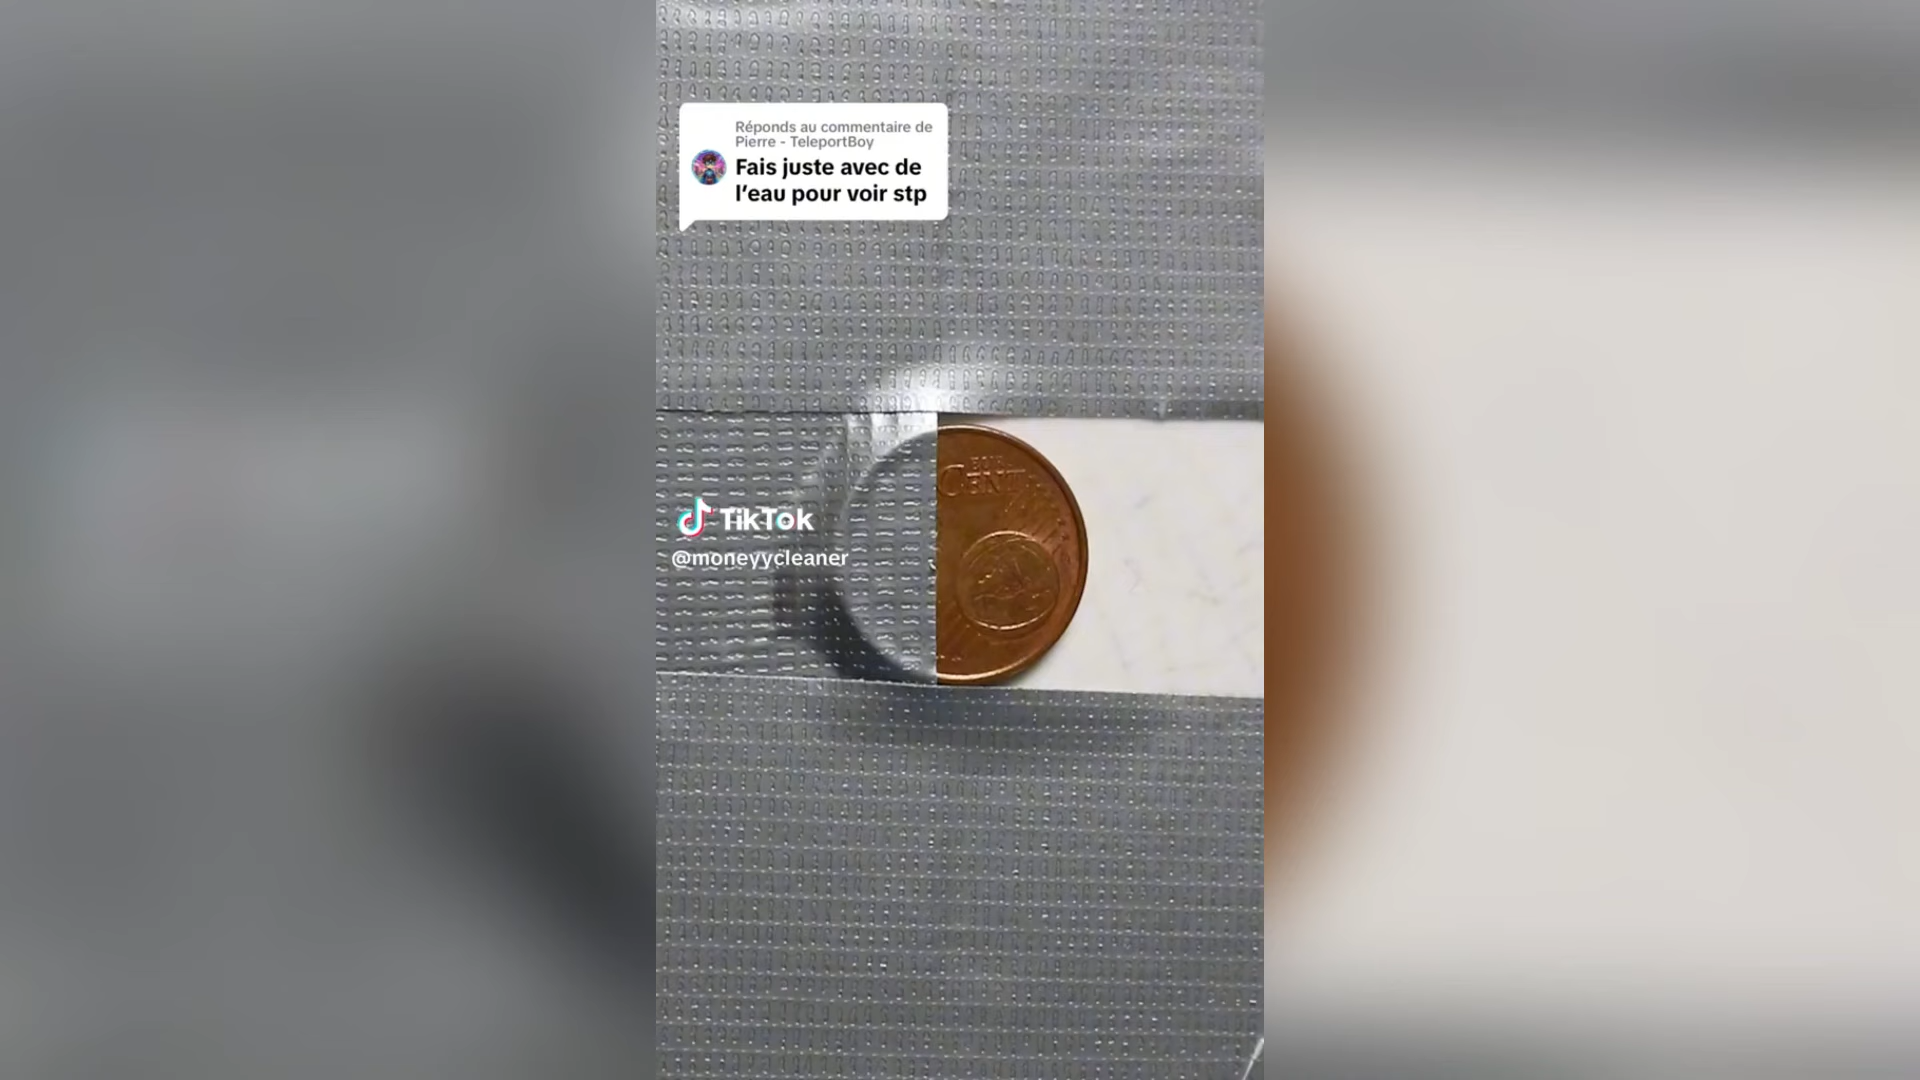 Réponds au commentaire de
Pierre - TeleportBoy
Fais juste avec de
l’eau pour voir stp
EURO
CENT
TikTok
@moneyycleaner